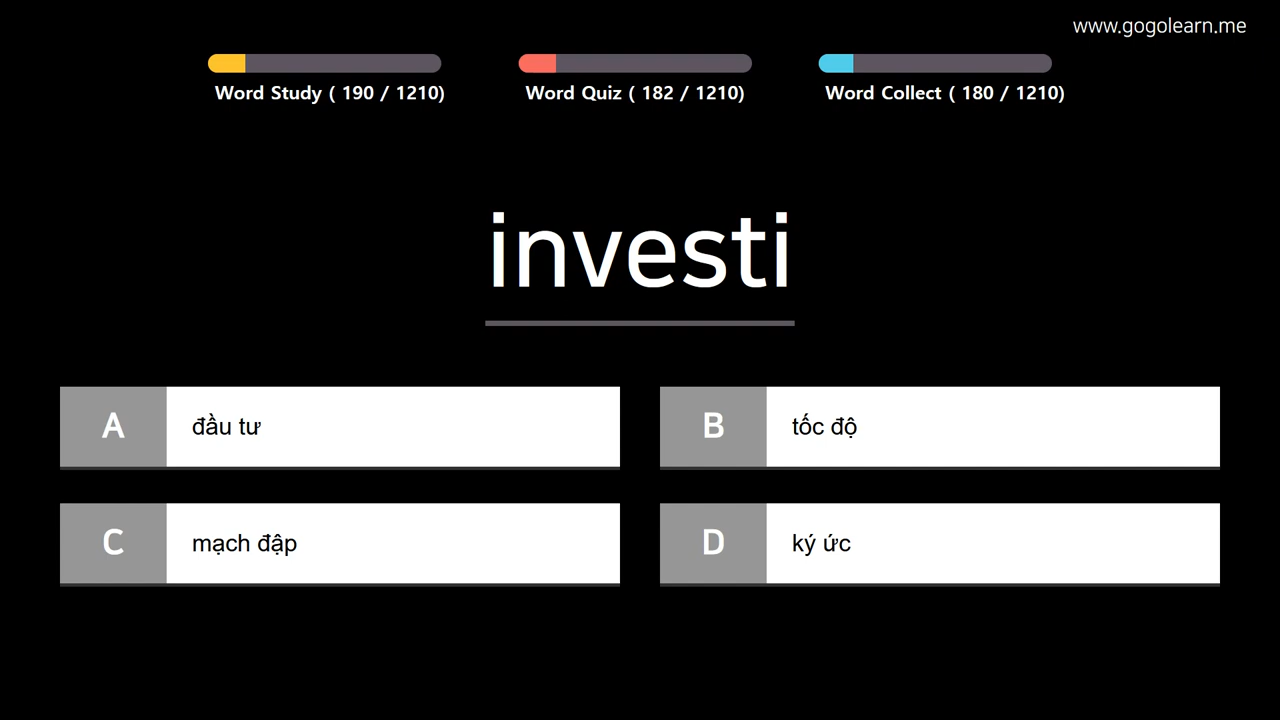 www.gogolearn.me
Word Study ( 190 / 1210)
Word Quiz ( 182 / 1210)
Word Collect ( 180 / 1210)
investi
A
đầu tư
B
tốc độ
C
mạch đập
D
ký ức